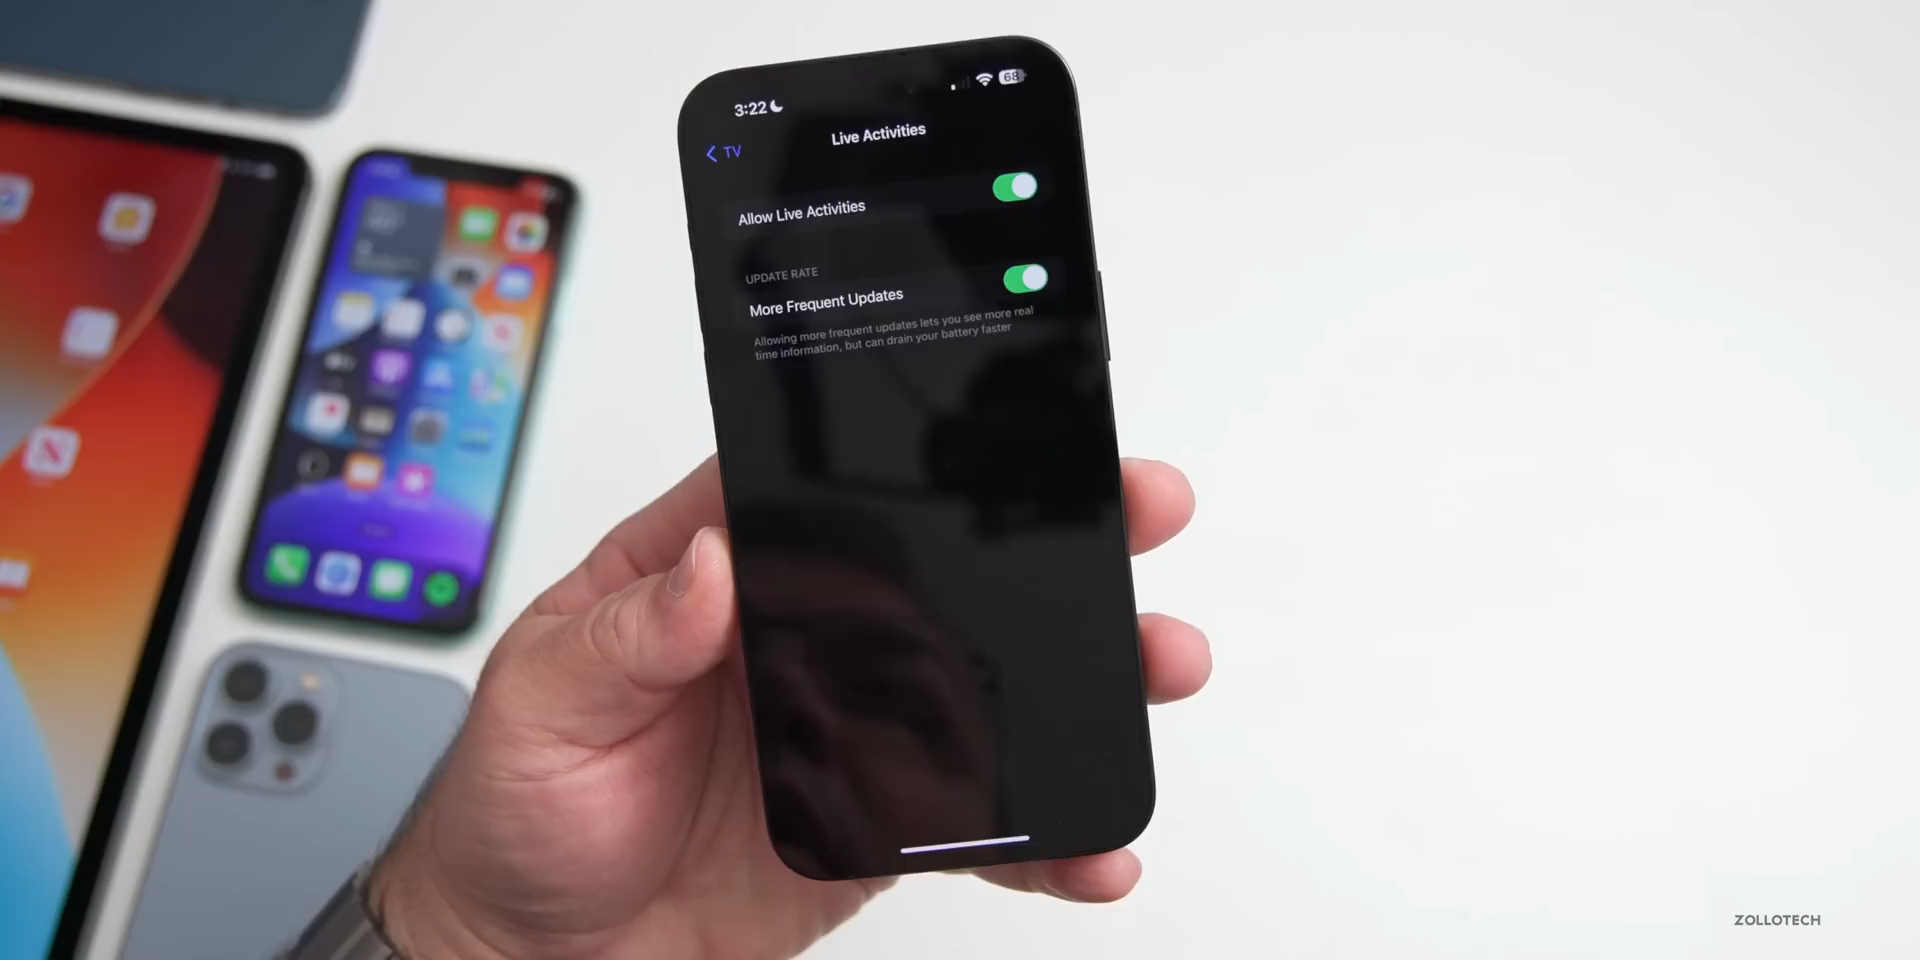 3:22
68
TV
Live Activities
Allow Live Activities
UPDATE RATE
More Frequent Updates
Allowing more frequent updates lets you see more real
time information, but can drain your battery faster
ZOLLOTECH